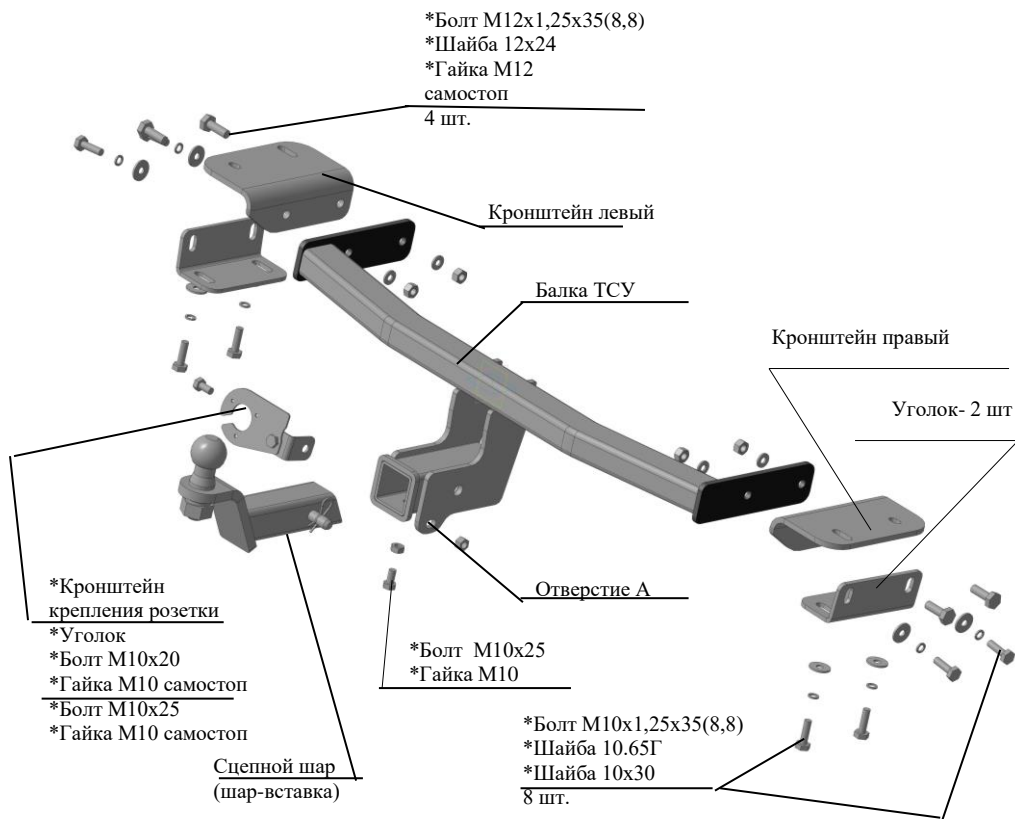 *Болт М12х1,25х35(8,8)
*Шайба 12х24
*Гайка М12
самостоп
4 шт.
Кронштейн левый
Балка ТСУ
Кронштейн правый
Уголок- 2 шт
Отверстие А
*Кронштейн
крепления розетки
*Уголок
*Болт М10х20
*Гайка М10 самостоп
*Болт М10х25
*Гайка М10 самостоп
*Болт  М10х25
*Гайка М10
Сцепной шар
(шар-вставка)
*Болт М10х1,25х35(8,8)
*Шайба 10.65Г
*Шайба 10х30
8 шт.